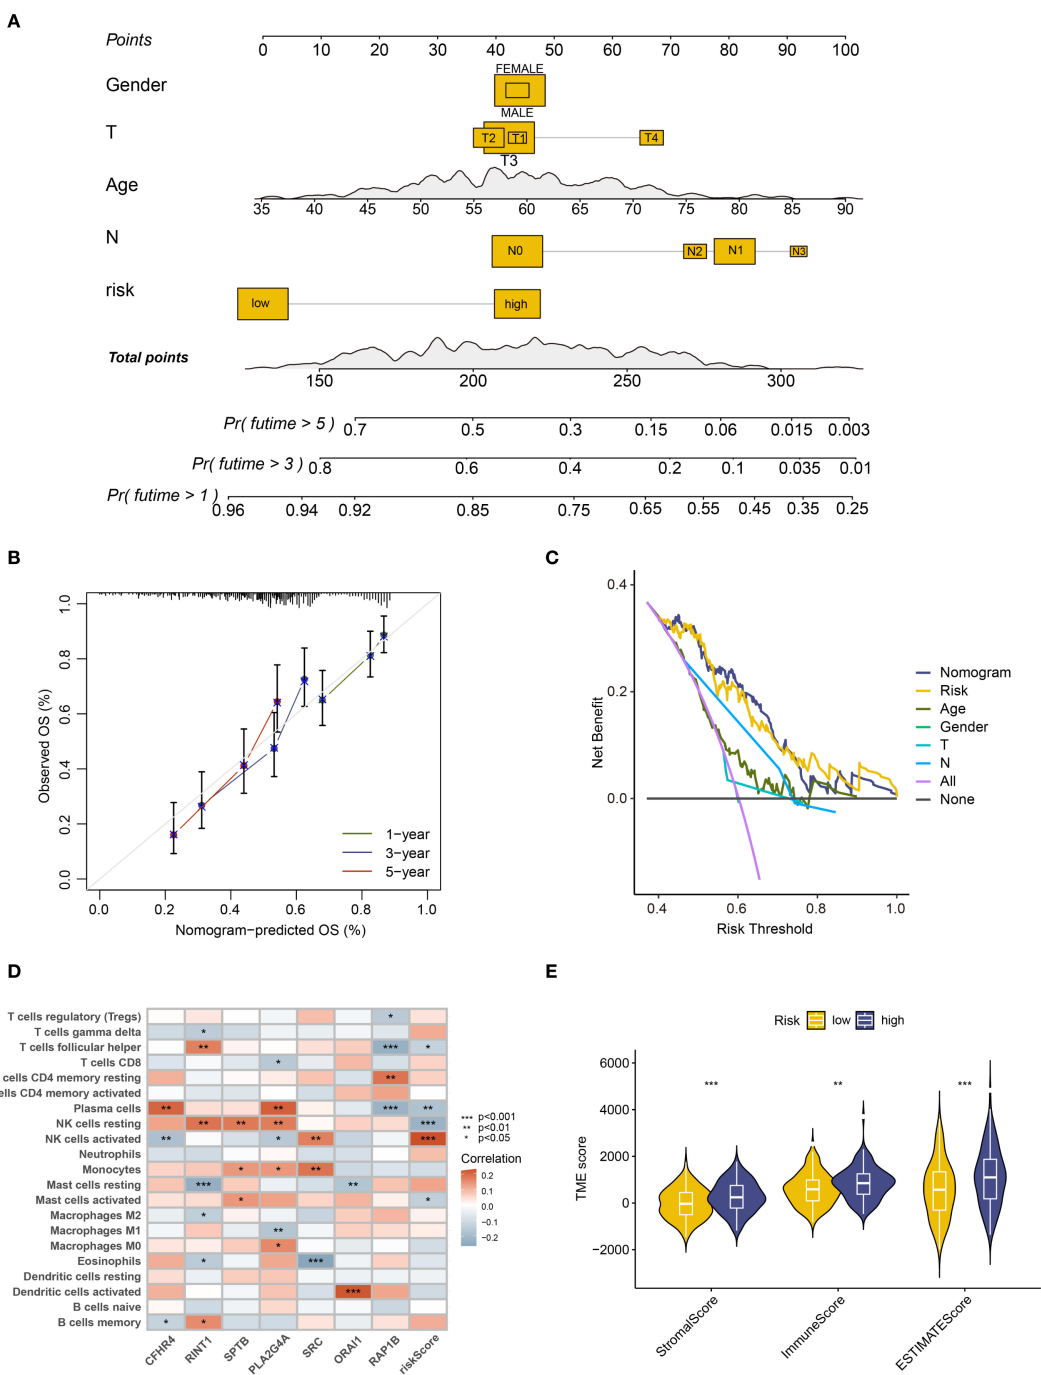 A
Points
0 10 20 30 40 50 60 70 80 90 100
FEMALE
Gender
MALE
T
T2 T1 T4
T3
Age
35 40 45 50 55 60 65 70 75 80 85 90
N
N0 N2 N1 N3
risk
low high
Total points
150 200 250 300
Pr( futime > 5 ) 0.7 0.5 0.3 0.15 0.06 0.015 0.003
Pr( futime > 3 ) 0.8 0.6 0.4 0.2 0.1 0.035 0.01
Pr( futime > 1 ) 0.96 0.94 0.92 0.85 0.75 0.65 0.55 0.45 0.35 0.25
B
Observed OS (%)
0.0 0.2 0.4 0.6 0.8 1.0
1−year
3−year
5−year
0.0 0.2 0.4 0.6 0.8 1.0
Nomogram−predicted OS (%)
C
Net Benefit
0.4
0.2
0.0
0.4 0.6 0.8 1.0
Risk Threshold
Nomogram
Risk
Age
Gender
T
N
All
None
D
T cells regulatory (Tregs) *
T cells gamma delta *
T cells follicular helper ** *** *
T cells CD8 *
cells CD4 memory resting **
ells CD4 memory activated
Plasma cells ** ** *** **
NK cells resting ** ** ** ***
NK cells activated ** * ** ***
Neutrophils
Monocytes * * **
Mast cells resting *** **
Mast cells activated * *
Macrophages M2 *
Macrophages M1 **
Macrophages M0 *
Eosinophils * ***
Dendritic cells resting
Dendritic cells activated ***
B cells naive
B cells memory * *
CFHR4 RINT1 SPTB PLA2G4A SRC ORAI1 RAP1B riskScore
*** p<0.001
** p<0.01
* p<0.05
Correlation
0.2
0.1
0.0
−0.1
−0.2
E
Risk low high
TME score
6000
4000
2000
0
−2000
*** ** ***
StromalScore ImmuneScore ESTIMATEScore